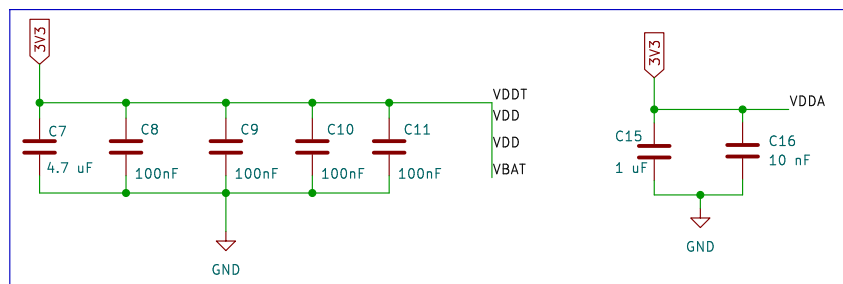 3V3
VDDT
VDD
VDD
VBAT
C7
4.7 uF
C8
100nF
C9
100nF
C10
100nF
C11
100nF
GND
3V3
VDDA
C15
1 uF
C16
10 nF
GND